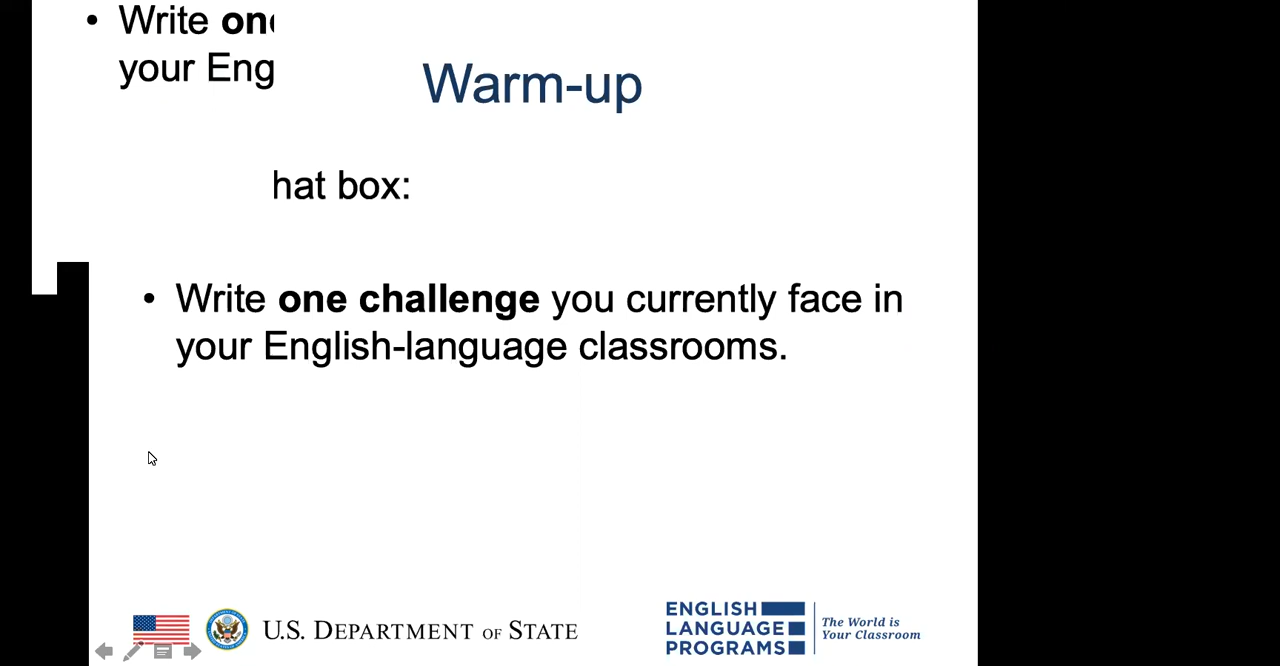 • Write on
your Eng
Warm-up
hat box:
• Write one challenge you currently face in
your English-language classrooms.
U.S. DEPARTMENT OF STATE
ENGLISH
LANGUAGE
PROGRAMS
The World is
Your Classroom